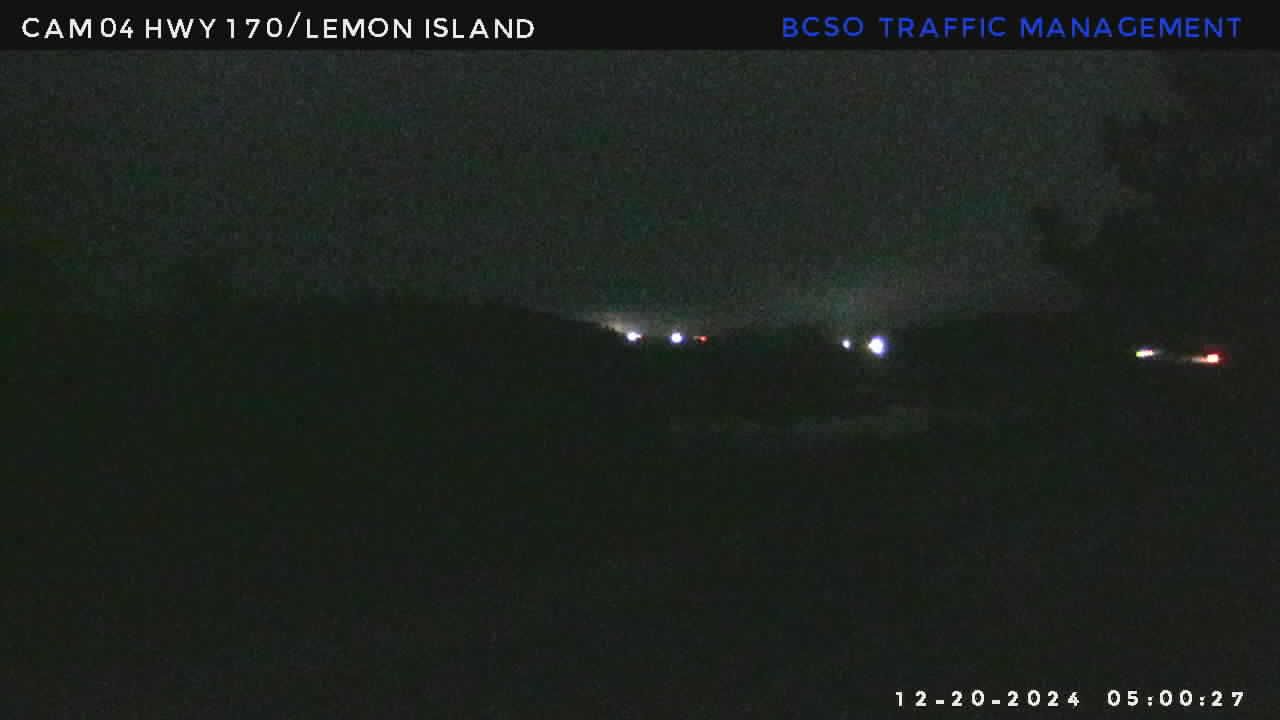 CAM04 HWY 170/LEMON ISLAND
BCSO TRAFFIC MANAGEMENT
12-20-2024 05:00:27